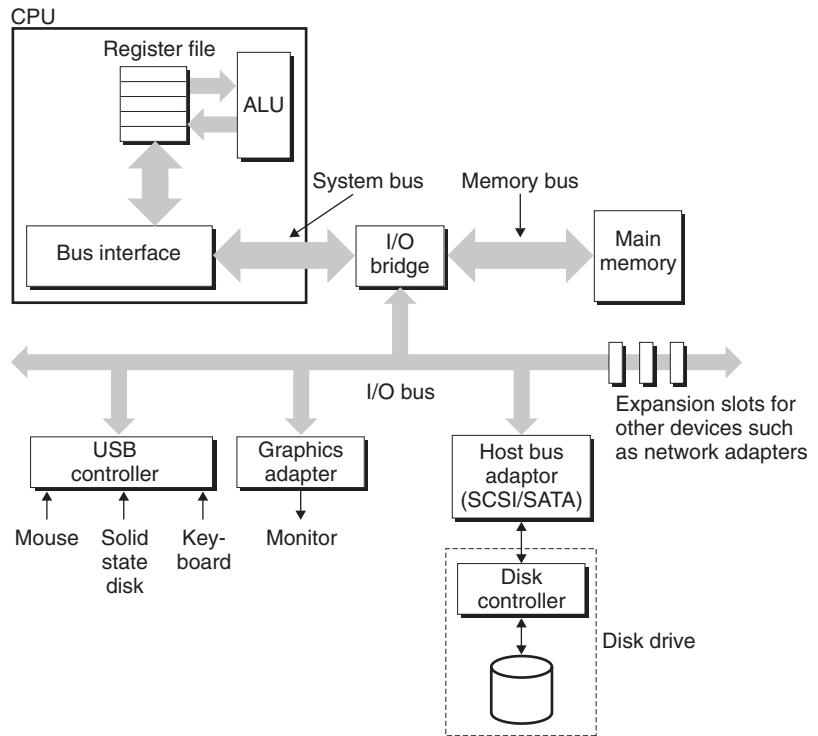 CPU
Register file
ALU
System bus
Memory bus
Bus interface
I/O
bridge
Main
memory
I/O bus
Expansion slots for
other devices such
as network adapters
USB
controller
Graphics
adapter
Host bus
adaptor
(SCSI/SATA)
Mouse
Solid
state
disk
Key-
board
Monitor
Disk
controller
Disk drive